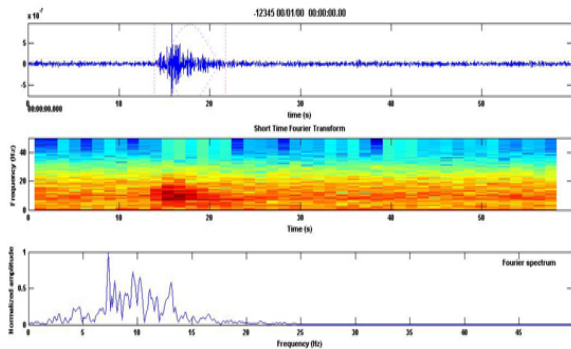 -12345 00/01/00 00:00:00.00
5
0
-5
00:00:00.000
0 10 20 30 40 50
time (s)
Short Time Fourier Transform
Frequency (Hz)
40
20
0
0 10 20 30 40 50
Time (s)
Normalized amplitude
1
0.5
0
Fourier spectrum
0 5 10 15 20 25 30 35 40 45
Frequency (Hz)